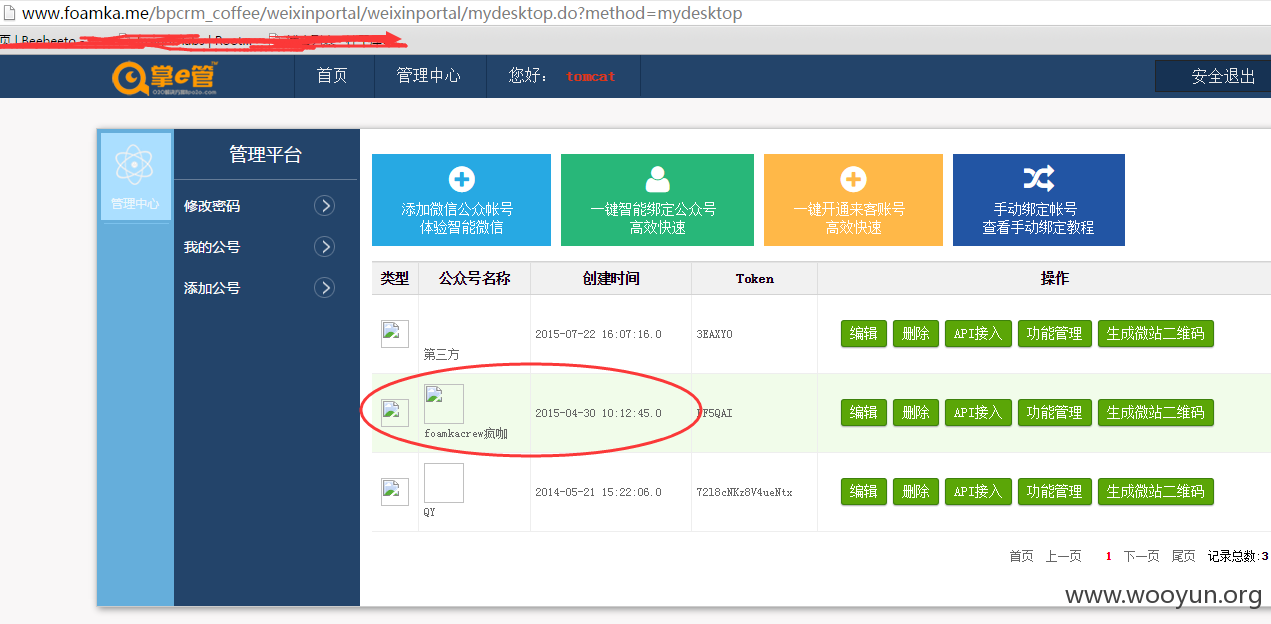 www.foamka.me/bpcrm_coffee/weixinportal/weixinportal/mydesktop.do?method=mydesktop
页 | Beebeeto
掌e管
首页
管理中心
您好： tomcat
安全退出
管理中心
管理平台
修改密码
我的公号
添加公号
添加微信公众帐号
体验智能微信
一键智能绑定公众号
高效快速
一键开通来客账号
高效快速
手动绑定帐号
查看手动绑定教程
类型 公众号名称 创建时间 Token 操作
第三方 2015-07-22 16:07:16.0 3EAXYO 编辑 删除 API接入 功能管理 生成微站二维码
foamkacrew疯咖 2015-04-30 10:12:45.0 F5QAI 编辑 删除 API接入 功能管理 生成微站二维码
QY 2014-05-21 15:22:06.0 72l8cNKz8V4ueNtx 编辑 删除 API接入 功能管理 生成微站二维码
首页 上一页 1 下一页 尾页 记录总数:3
www.wooyun.org